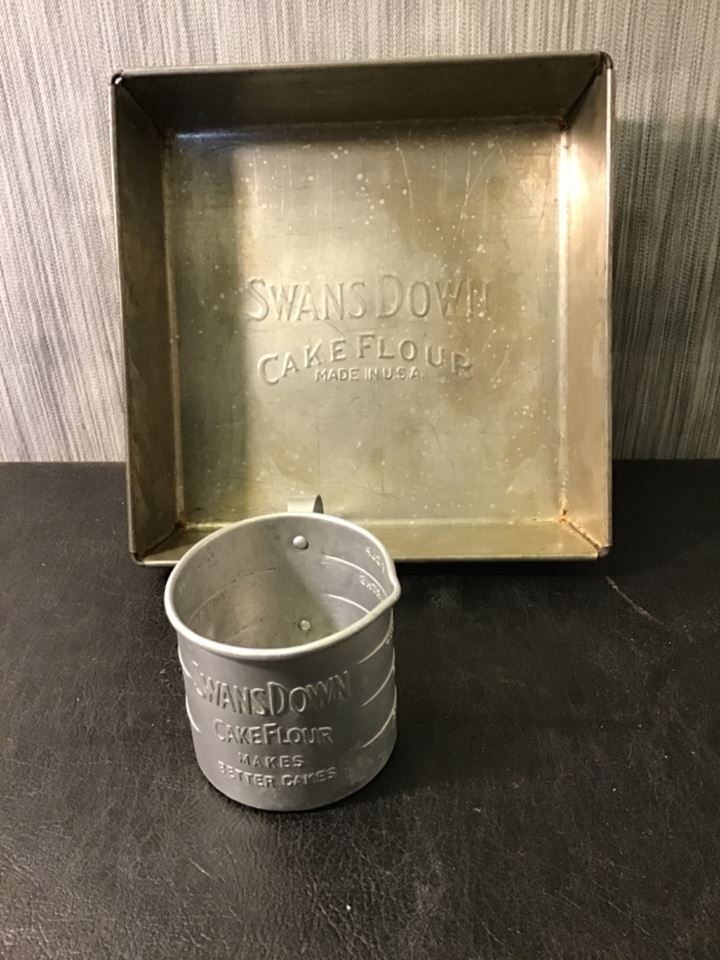 SWANS DOWN
CAKE FLOUR
MADE IN U.S.A.
SWANS DOWN
CAKE FLOUR
MAKES
BETTER CAKES